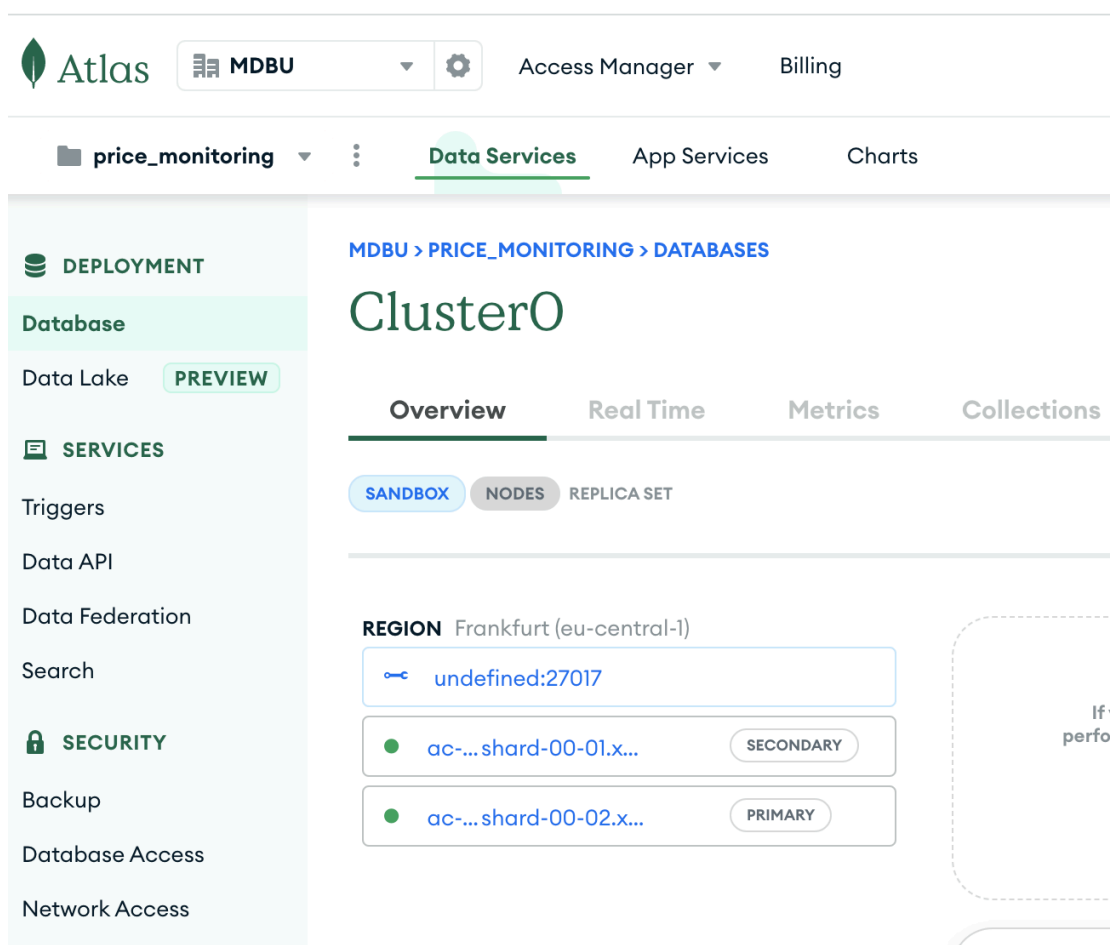 Atlas MDBU Access Manager Billing
price_monitoring Data Services App Services Charts
DEPLOYMENT
Database
Data Lake PREVIEW
SERVICES
Triggers
Data API
Data Federation
Search
SECURITY
Backup
Database Access
Network Access
MDBU > PRICE_MONITORING > DATABASES
Cluster0
Overview Real Time Metrics Collections
SANDBOX NODES REPLICA SET
REGION Frankfurt (eu-central-1)
undefined:27017
ac-...shard-00-01.x... SECONDARY
ac-...shard-00-02.x... PRIMARY
If
perfo